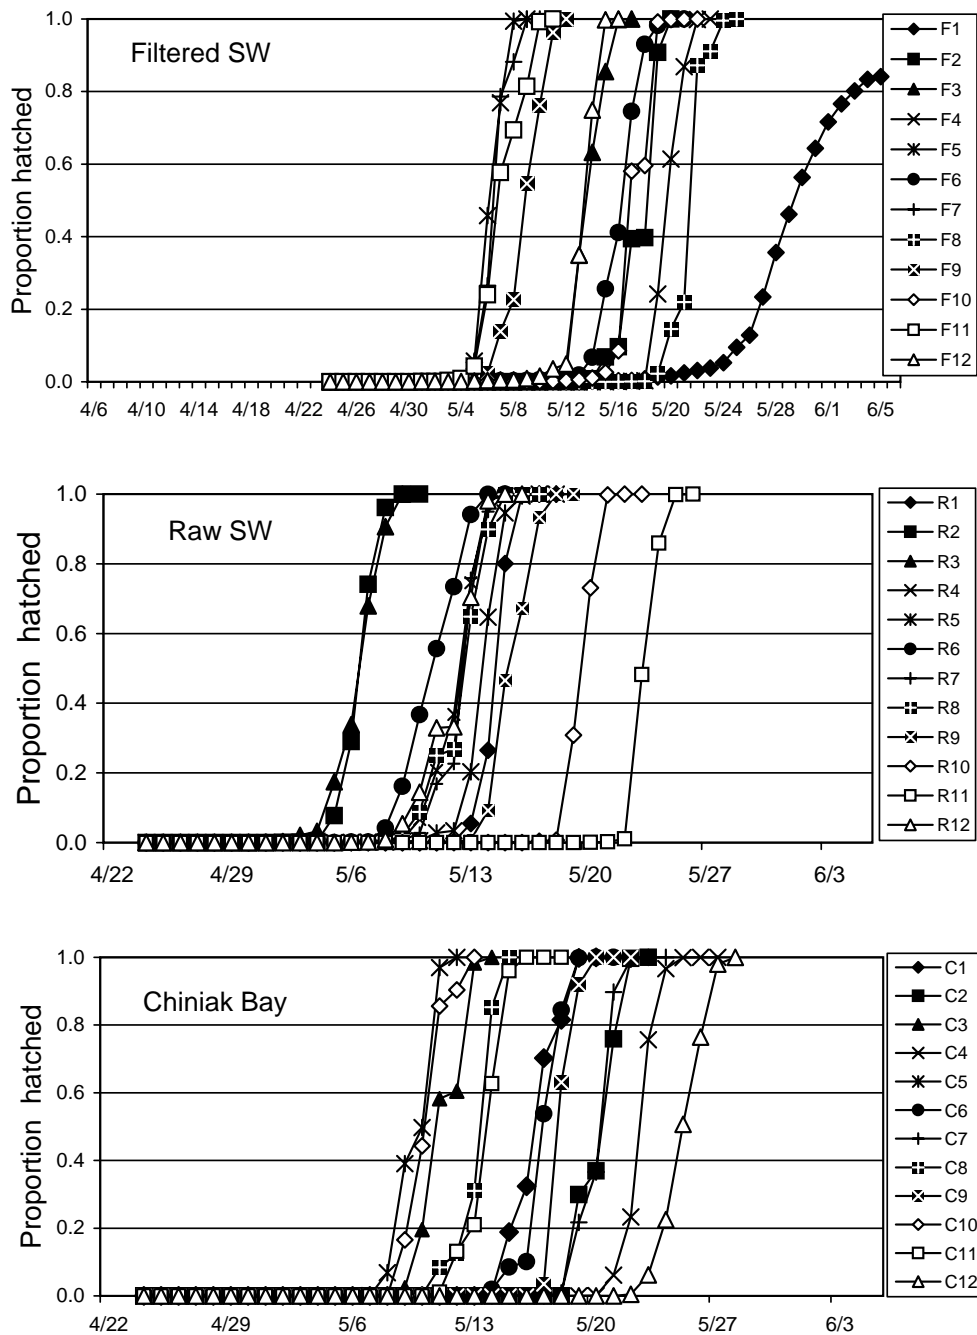 Filtered SW
Proportion hatched
1.0
0.8
0.6
0.4
0.2
0.0
4/6 4/10 4/14 4/18 4/22 4/26 4/30 5/4 5/8 5/12 5/16 5/20 5/24 5/28 6/1 6/5
F1
F2
F3
F4
F5
F6
F7
F8
F9
F10
F11
F12
Raw SW
Proportion hatched
1.0
0.8
0.6
0.4
0.2
0.0
4/22 4/29 5/6 5/13 5/20 5/27 6/3
R1
R2
R3
R4
R5
R6
R7
R8
R9
R10
R11
R12
Chiniak Bay
Proportion hatched
1.0
0.8
0.6
0.4
0.2
0.0
4/22 4/29 5/6 5/13 5/20 5/27 6/3
C1
C2
C3
C4
C5
C6
C7
C8
C9
C10
C11
C12